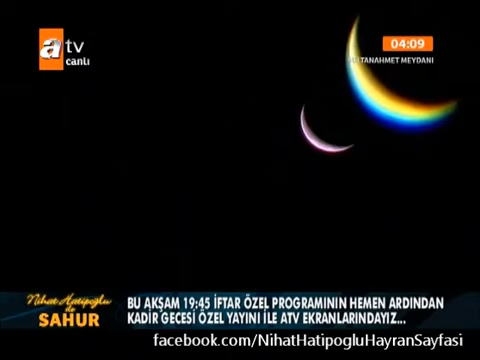 atv
canlı
04:09
SULTANAHMET MEYDANI
Nihat Hatipoğlu
ile
SAHUR
BU AKŞAM 19:45 İFTAR ÖZEL PROGRAMININ HEMEN ARDINDAN
KADİR GECESİ ÖZEL YAYINI İLE ATV EKRANLARINDAYIZ...
facebook.com/NihatHatipogluHayranSayfasi